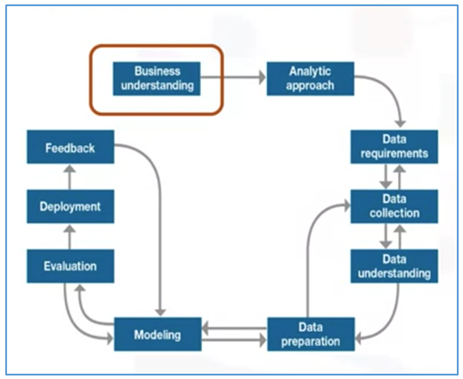 Business
understanding
Analytic
approach
Data
requirements
Data
collection
Data
understanding
Data
preparation
Modeling
Evaluation
Deployment
Feedback